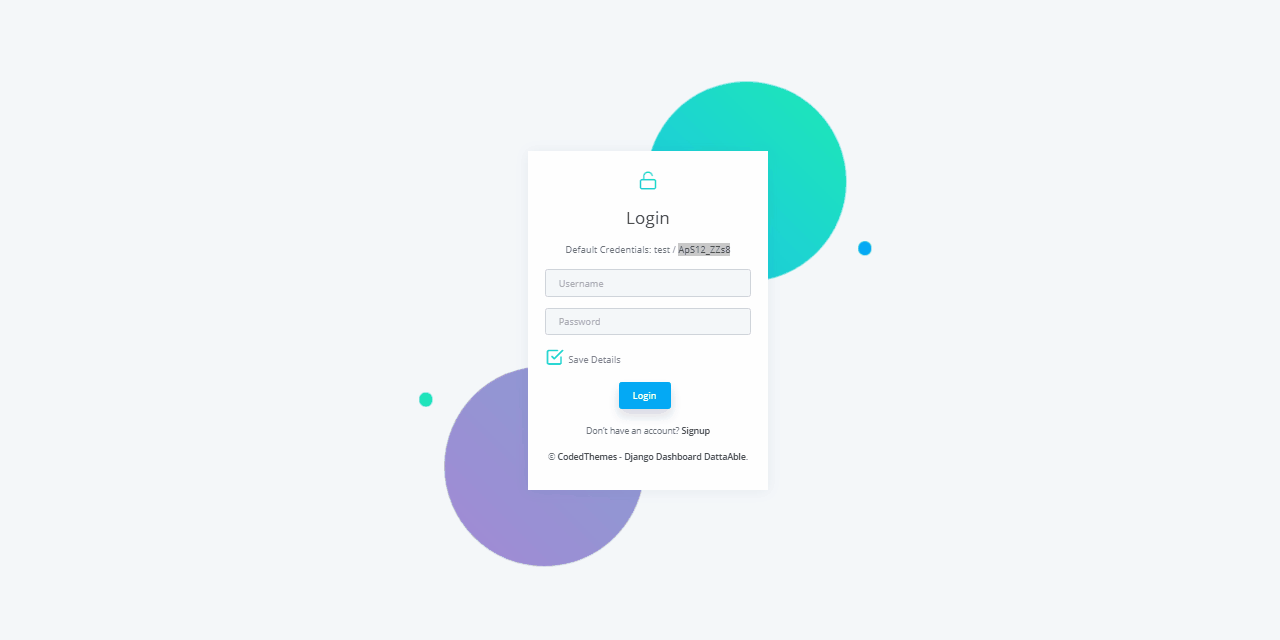 Login
Default Credentials: test / ApS12_ZZs8
Username
Password
Save Details
Login
Don't have an account? Signup
© CodedThemes - Django Dashboard DattaAble.